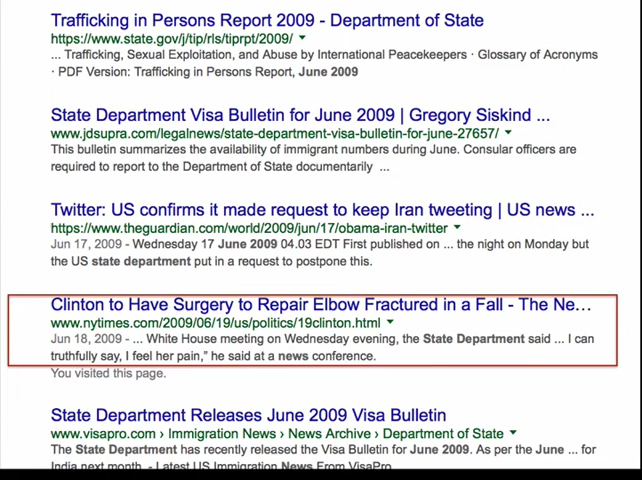 Trafficking in Persons Report 2009 - Department of State
https://www.state.gov/j/tip/rls/tiprpt/2009/
... Trafficking, Sexual Exploitation, and Abuse by International Peacekeepers · Glossary of Acronyms
· PDF Version: Trafficking in Persons Report, June 2009
State Department Visa Bulletin for June 2009 | Gregory Siskind ...
www.jdsupra.com/legalnews/state-department-visa-bulletin-for-june-27657/
This bulletin summarizes the availability of immigrant numbers during June. Consular officers are
required to report to the Department of State documentarily ...
Twitter: US confirms it made request to keep Iran tweeting | US news ...
https://www.theguardian.com/world/2009/jun/17/obama-iran-twitter
Jun 17, 2009 - Wednesday 17 June 2009 04.03 EDT First published on ... the night on Monday but
the US state department put in a request to postpone this.
Clinton to Have Surgery to Repair Elbow Fractured in a Fall - The Ne...
www.nytimes.com/2009/06/19/us/politics/19clinton.html
Jun 18, 2009 - ... White House meeting on Wednesday evening, the State Department said ... I can
truthfully say, I feel her pain,” he said at a news conference.
You visited this page.
State Department Releases June 2009 Visa Bulletin
www.visapro.com › Immigration News › News Archive › Department of State
The State Department has recently released the Visa Bulletin for June 2009. As per the June ... for
India next month. - Latest US Immigration News From VisaPro.